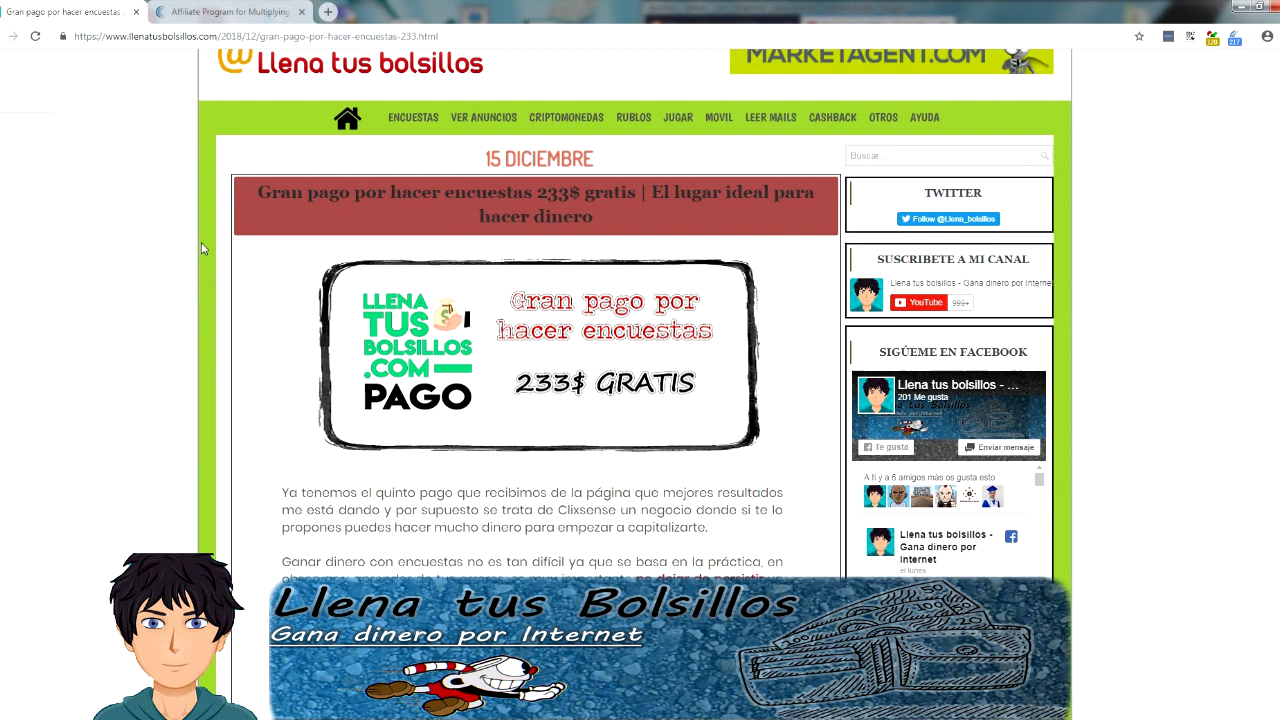 Gran pago por hacer encuestas
Affiliate Program for Multiplying
https://www.llenatusbolsillos.com/2018/12/gran-pago-por-hacer-encuestas-233.html
120
217
@Llena tus bolsillos
MARKETAGENT.COM
ENCUESTAS VER ANUNCIOS CRIPTOMONEDAS RUBLOS JUGAR MOVIL LEER MAILS CASHBACK OTROS AYUDA
15 DICIEMBRE
Gran pago por hacer encuestas 233$ gratis | El lugar ideal para
hacer dinero
LLENA
TUS
BOLSILLOS
.COM
PAGO
Gran pago por
hacer encuestas
233$ GRATIS
Ya tenemos el quinto pago que recibimos de la página que mejores resultados
me está dando y por supuesto se trata de Clixsense un negocio donde si te lo
propones puedes hacer mucho dinero para empezar a capitalizarte.
Ganar dinero con encuestas no es tan difícil ya que se basa en la práctica, en
no dejar de persistir
Buscar...
TWITTER
Follow @Llena_bolsillos
SUSCRIBETE A MI CANAL
Llena tus bolsillos - Gana dinero por Interne
YouTube 999+
SIGÚEME EN FACEBOOK
Llena tus bolsillos - ...
201 Me gusta
Te gusta
Enviar mensaje
A ti y a 6 amigos más os gusta esto
Llena tus bolsillos -
Gana dinero por
Internet
el lunes
Llena tus Bolsillos
Gana dinero por Internet